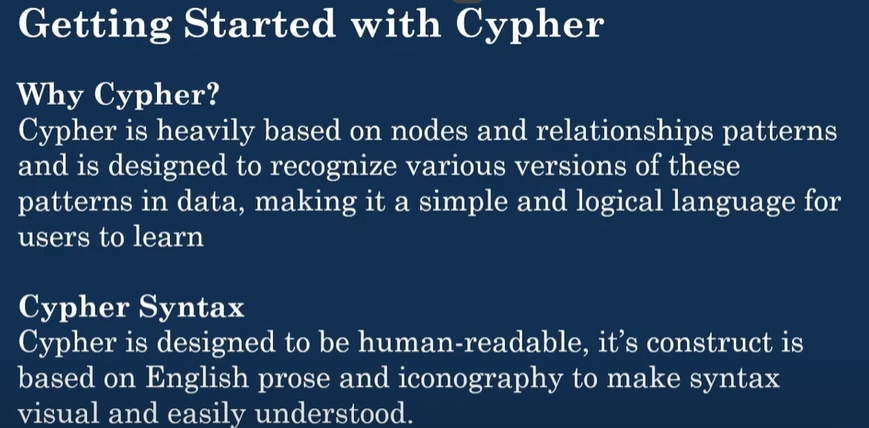 Getting Started with Cypher
Why Cypher?
Cypher is heavily based on nodes and relationships patterns
and is designed to recognize various versions of these
patterns in data, making it a simple and logical language for
users to learn
Cypher Syntax
Cypher is designed to be human-readable, it's construct is
based on English prose and iconography to make syntax
visual and easily understood.